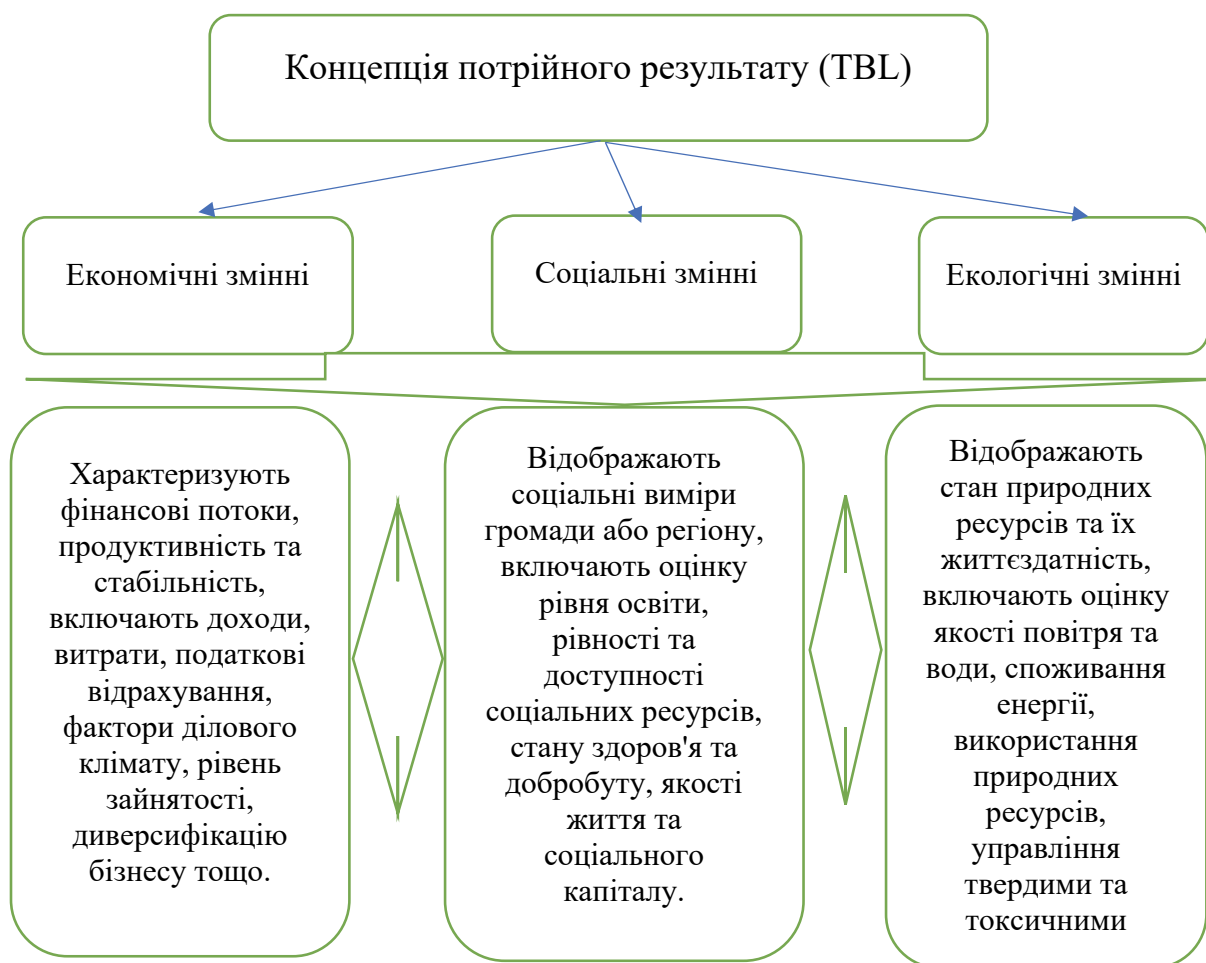 Концепція потрійного результату (TBL)
Економічні змінні
Соціальні змінні
Екологічні змінні
Характеризують
фінансові потоки,
продуктивність та
стабільність,
включають доходи,
витрати, податкові
відрахування,
фактори ділового
клімату, рівень
зайнятості,
диверсифікацію
бізнесу тощо.
Відображають
соціальні виміри
громади або регіону,
включають оцінку
рівня освіти,
рівності та
доступності
соціальних ресурсів,
стану здоров'я та
добробуту, якості
життя та
соціального
капіталу.
Відображають
стан природних
ресурсів та їх
життєздатність,
включають оцінку
якості повітря та
води, споживання
енергії,
використання
природних
ресурсів,
управління
твердими та
токсичними